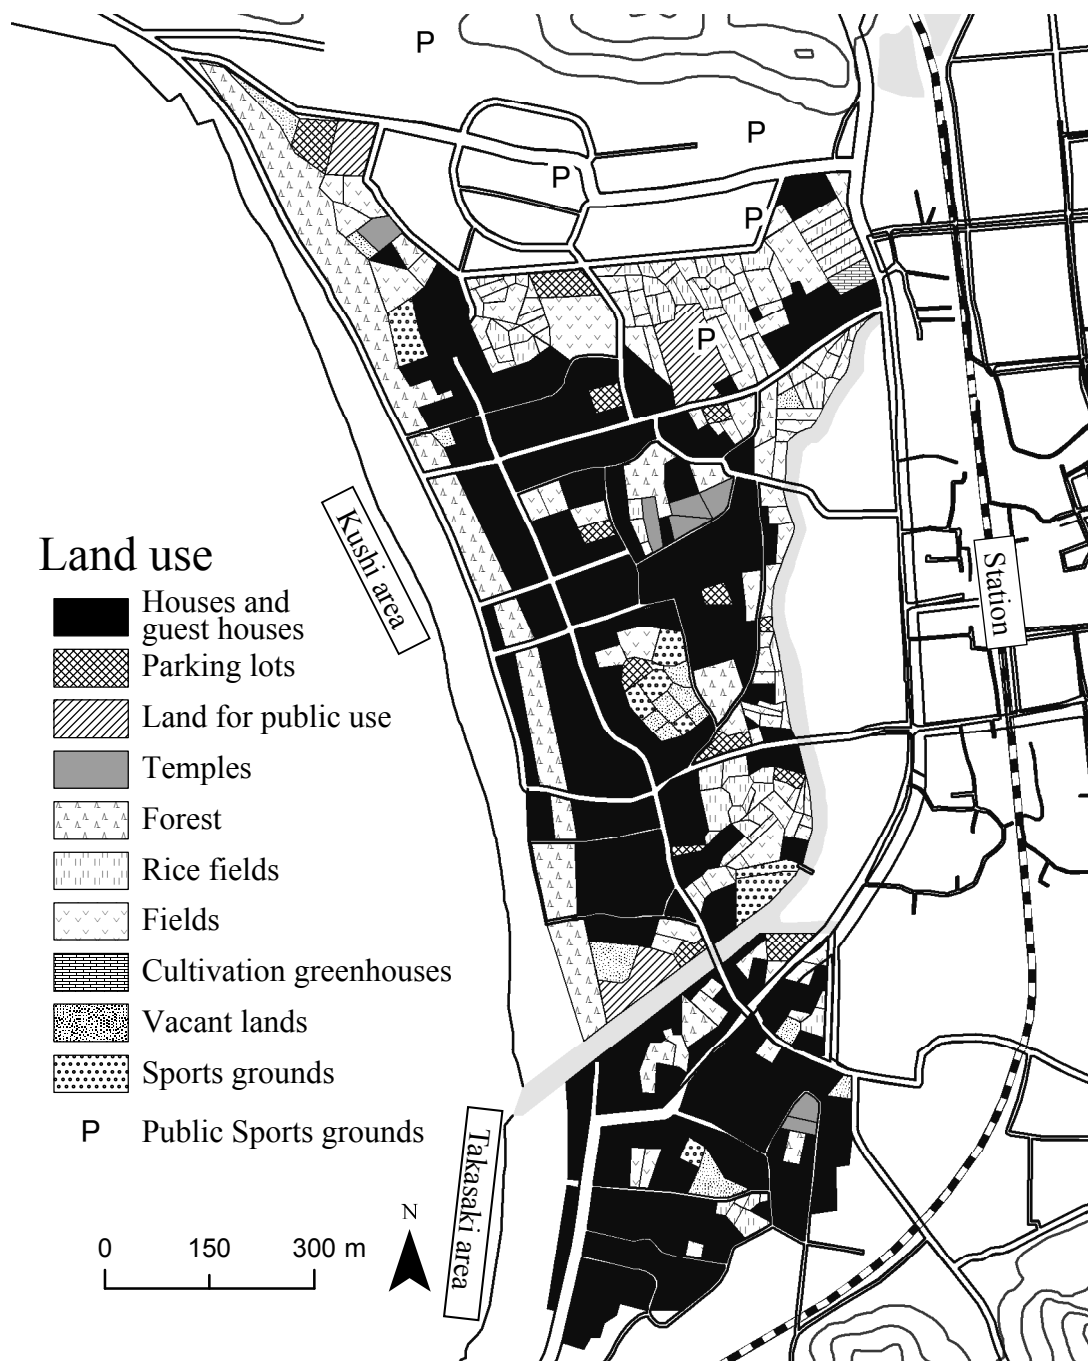 P
P
P
P
P
Kushi area
Station
Land use
Houses and
guest houses
Parking lots
Land for public use
Temples
Forest
Rice fields
Fields
Cultivation greenhouses
Vacant lands
Sports grounds
P Public Sports grounds
Takasaki area
N
0 150 300 m